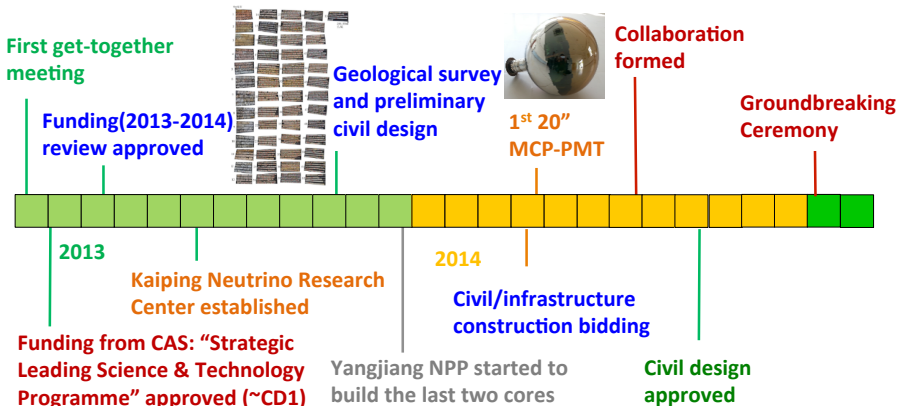 First get-together
meeting
Funding(2013-2014)
review approved
Geological survey
and preliminary
civil design
1st 20”
MCP-PMT
Collaboration
formed
Groundbreaking
Ceremony
2013
2014
Kaiping Neutrino Research
Center established
Civil/infrastructure
construction bidding
Funding from CAS: “Strategic
Leading Science & Technology
Programme” approved (~CD1)
Yangjiang NPP started to
build the last two cores
Civil design
approved